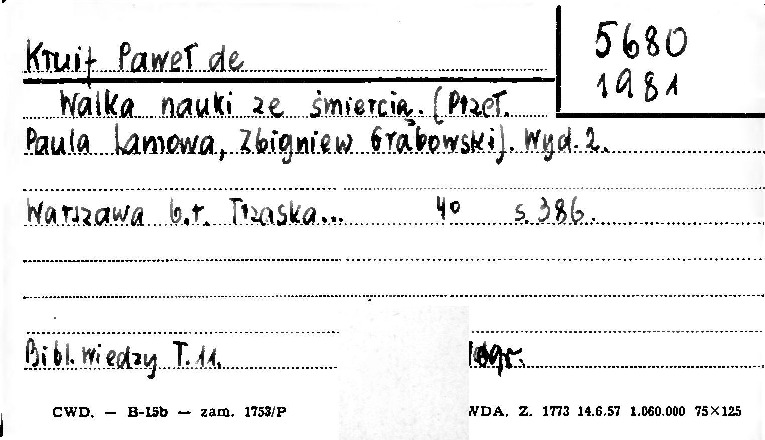 Kruif Paweł de
5680
1981
Walka nauki ze śmiercią. [Przeł.
Paula Lamowa, Zbigniew Grabowski]. Wyd. 2.
Warszawa b.r. Trzaska... 4o s. 386.
Bibl. Wiedzy T. 11.
CWD. — B-15b — zam. 1753/P WDA. Z. 1773 14.6.57 1.060.000 75×125